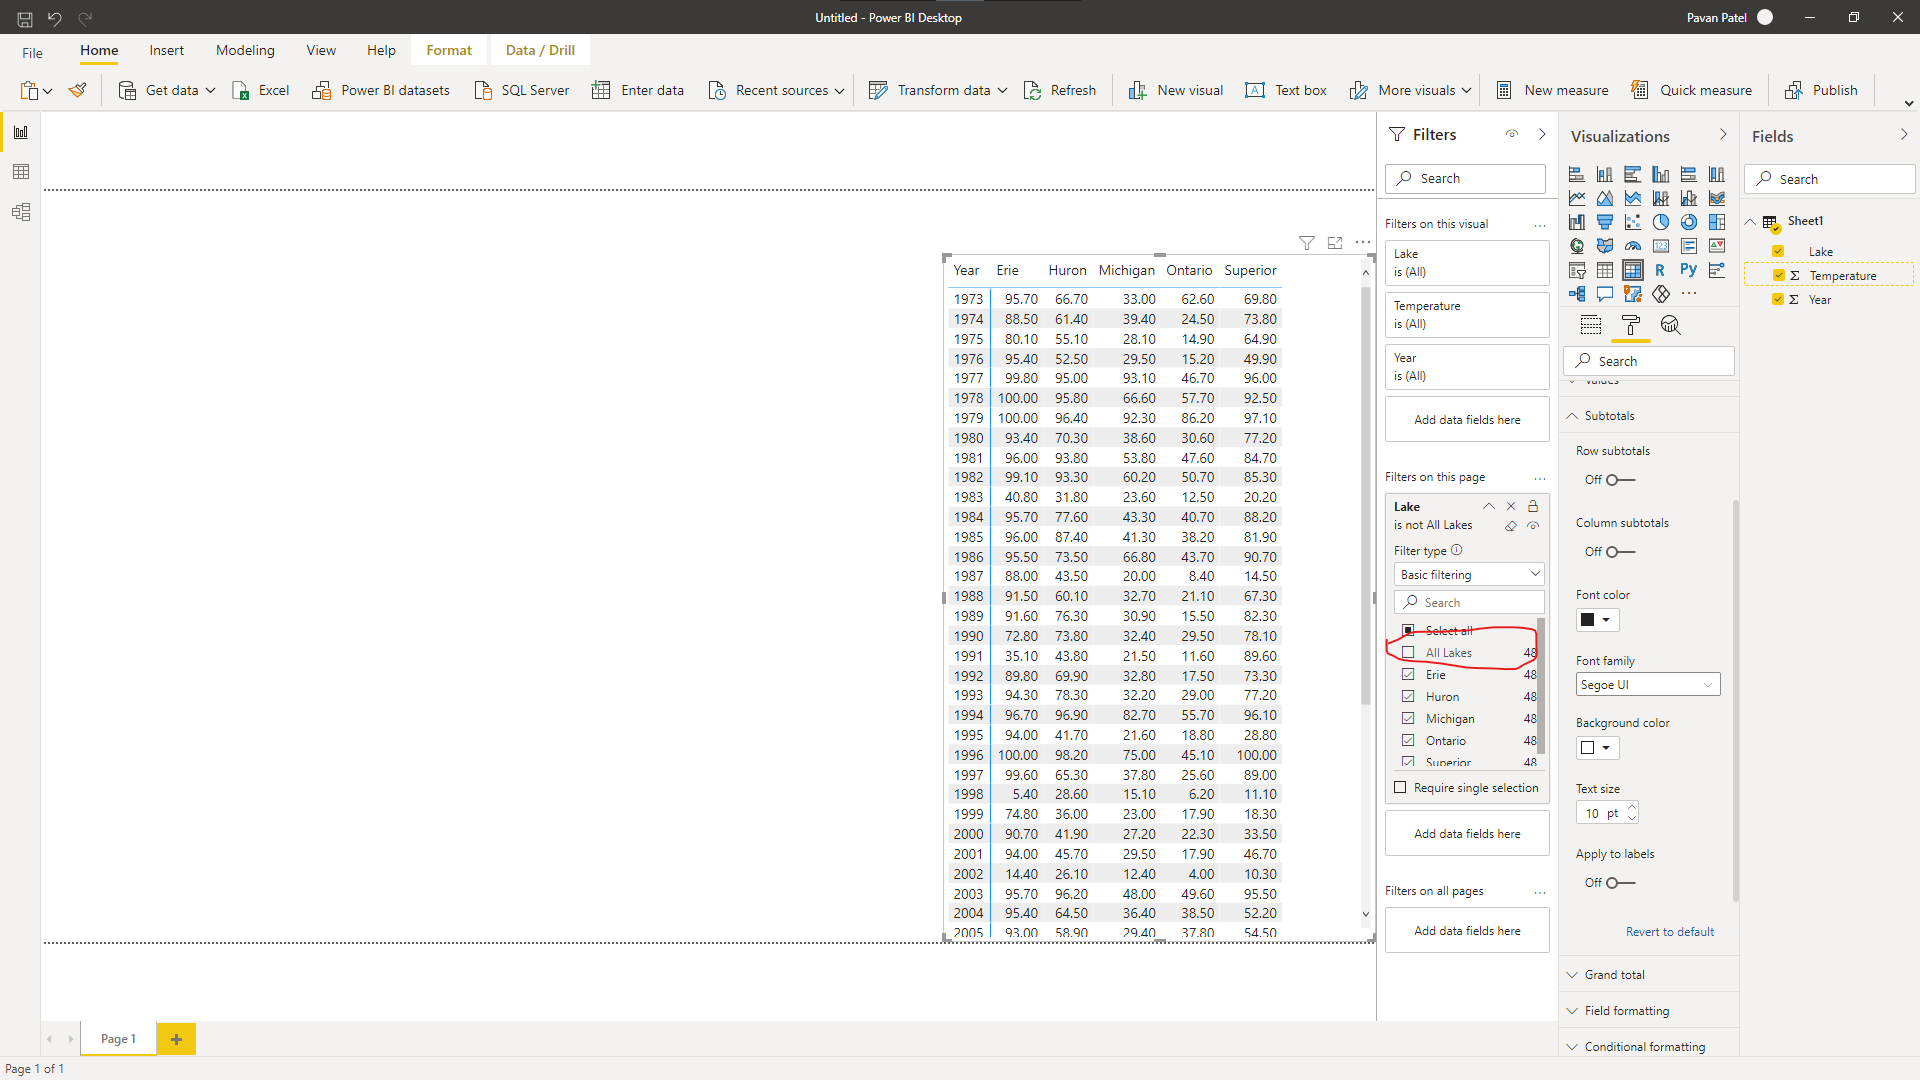 Untitled - Power BI Desktop
Pavan Patel
File Home Insert Modeling View Help Format Data / Drill
Get data Excel Power BI datasets SQL Server Enter data Recent sources Transform data Refresh New visual Text box More visuals New measure Quick measure Publish
Year Erie Huron Michigan Ontario Superior
1973 95.70 66.70 33.00 62.60 69.80
1974 88.50 61.40 39.40 24.50 73.80
1975 80.10 55.10 28.10 14.90 64.90
1976 95.40 52.50 29.50 15.20 49.90
1977 99.80 95.00 93.10 46.70 96.00
1978 100.00 95.80 66.60 57.70 92.50
1979 100.00 96.40 92.30 86.20 97.10
1980 93.40 70.30 38.60 30.60 77.20
1981 96.00 93.80 53.80 47.60 84.70
1982 99.10 93.30 60.20 50.70 85.30
1983 40.80 31.80 23.60 12.50 20.20
1984 95.70 77.60 43.30 40.70 88.20
1985 96.00 87.40 41.30 38.20 81.90
1986 95.50 73.50 66.80 43.70 90.70
1987 88.00 43.50 20.00 8.40 14.50
1988 91.50 60.10 32.70 21.10 67.30
1989 91.60 76.30 30.90 15.50 82.30
1990 72.80 73.80 32.40 29.50 78.10
1991 35.10 43.80 21.50 11.60 89.60
1992 89.80 69.90 32.80 17.50 73.30
1993 94.30 78.30 32.20 29.00 77.20
1994 96.70 96.90 82.70 55.70 96.10
1995 94.00 41.70 21.60 18.80 28.80
1996 100.00 98.20 75.00 45.10 100.00
1997 99.60 65.30 37.80 25.60 89.00
1998 5.40 28.60 15.10 6.20 11.10
1999 74.80 36.00 23.00 17.90 18.30
2000 90.70 41.90 27.20 22.30 33.50
2001 94.00 45.70 29.50 17.90 46.70
2002 14.40 26.10 12.40 4.00 10.30
2003 95.70 96.20 48.00 49.60 95.50
2004 95.40 64.50 36.40 38.50 52.20
2005 93.00 58.90 29.40 37.80 54.50
Filters
Search
Filters on this visual
Lake
is (All)
Temperature
is (All)
Year
is (All)
Add data fields here
Filters on this page
Lake
is not All Lakes
Filter type
Basic filtering
Search
Select all
All Lakes 48
Erie 48
Huron 48
Michigan 48
Ontario 48
Superior 48
Require single selection
Add data fields here
Filters on all pages
Add data fields here
Visualizations
123
R Py
Search
Values
Subtotals
Row subtotals
Off
Column subtotals
Off
Font color
Font family
Segoe UI
Background color
Text size
10 pt
Apply to labels
Off
Revert to default
Grand total
Field formatting
Conditional formatting
Fields
Search
Sheet1
Lake
Σ Temperature
Σ Year
Page 1
Page 1 of 1